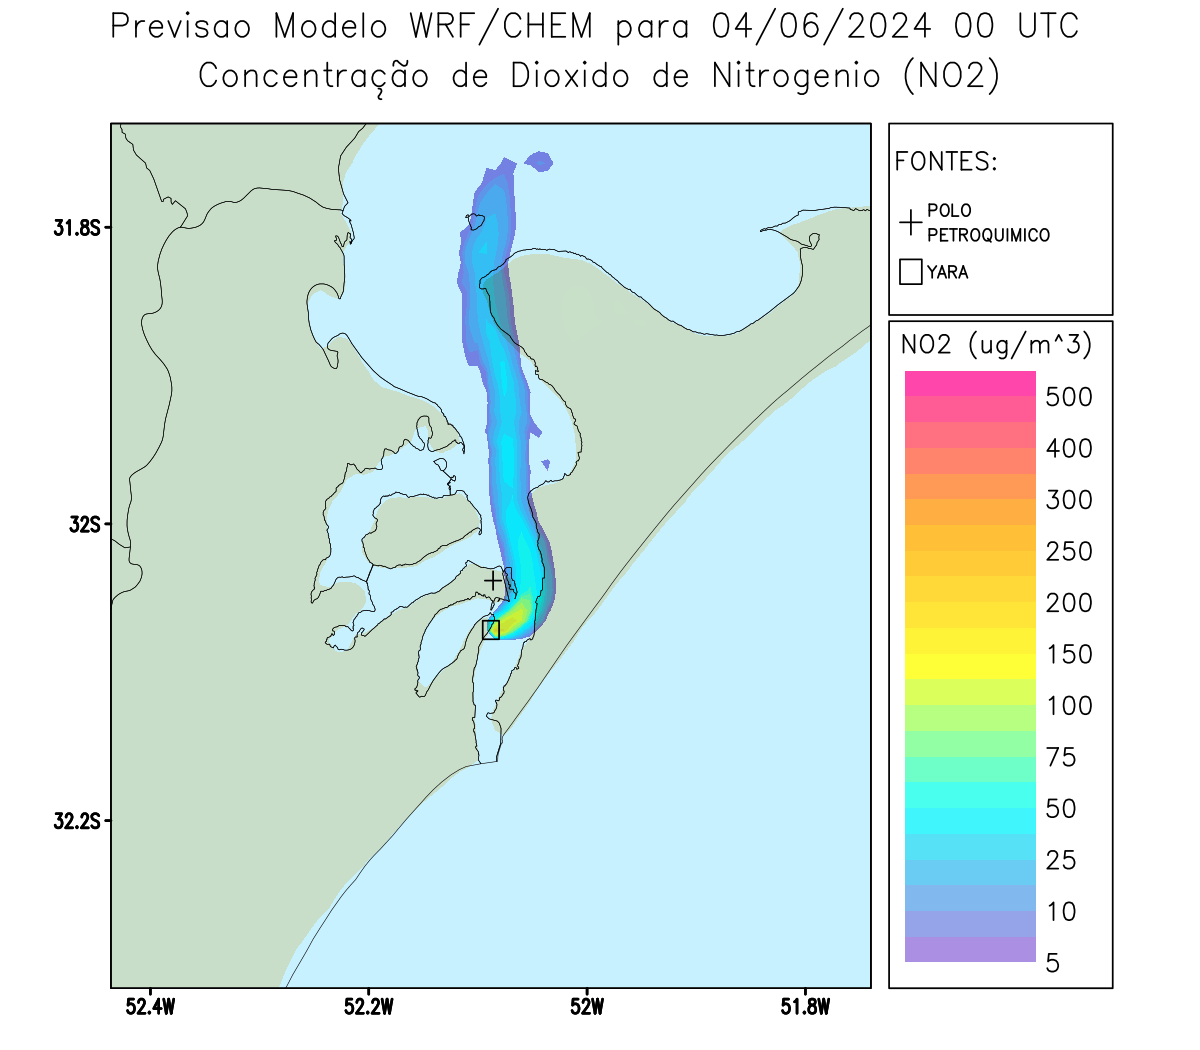 Previsao Modelo WRF/CHEM para 04/06/2024 00 UTC
Concentração de Dioxido de Nitrogenio (NO2)
FONTES:
POLO
PETROQUIMICO
YARA
NO2 (ug/m^3)
500
400
300
250
200
150
100
75
50
25
10
5
31.8S
32S
32.2S
52.4W
52.2W
52W
51.8W